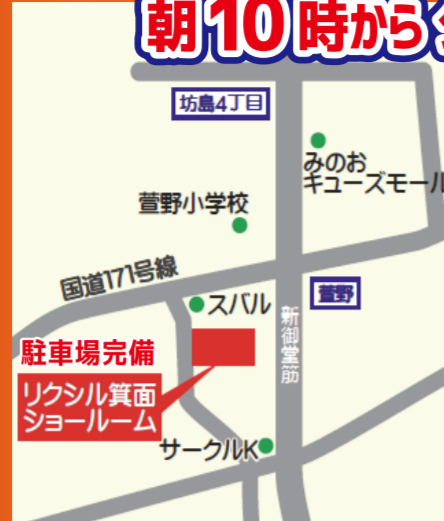 朝10時から
坊島4丁目
みのお
キューズモール
萱野小学校
国道171号線
萱野
スバル
新御堂筋
駐車場完備
リクシル箕面
ショールーム
サークルK